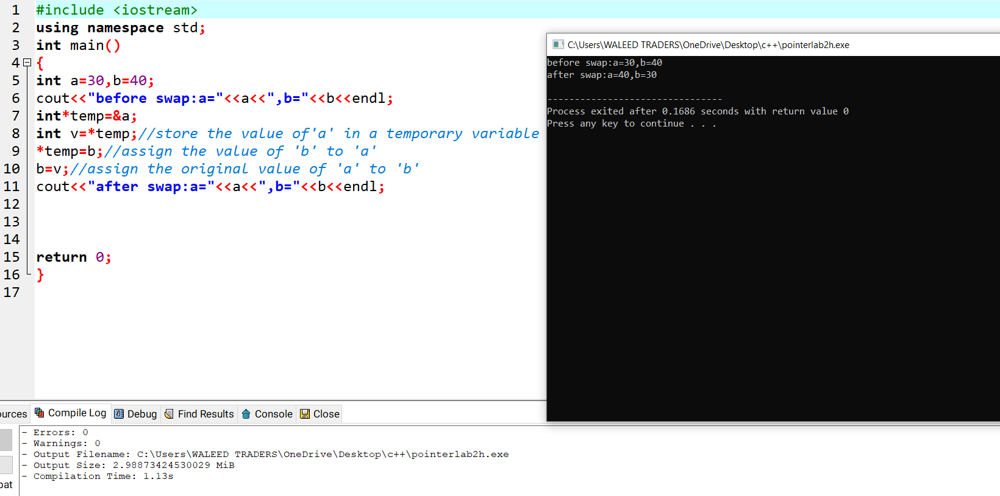 1 #include <iostream>
2 using namespace std;
3 int main()
4 {
5 int a=30,b=40;
6 cout<<"before swap:a="<<a<<",b="<<b<<endl;
7 int*temp=&a;
8 int v=*temp;//store the value of'a' in a temporary variable
9 *temp=b;//assign the value of 'b' to 'a'
10 b=v;//assign the original value of 'a' to 'b'
11 cout<<"after swap:a="<<a<<",b="<<b<<endl;
12
13
14
15 return 0;
16 }
17
C:\Users\WALEED TRADERS\OneDrive\Desktop\c++\pointerlab2h.exe
before swap:a=30,b=40
after swap:a=40,b=30
--------------------------------
Process exited after 0.1686 seconds with return value 0
Press any key to continue . . .
ources Compile Log Debug Find Results Console Close
- Errors: 0
- Warnings: 0
- Output Filename: C:\Users\WALEED TRADERS\OneDrive\Desktop\c++\pointerlab2h.exe
- Output Size: 2.98873424530029 MiB
- Compilation Time: 1.13s
pat